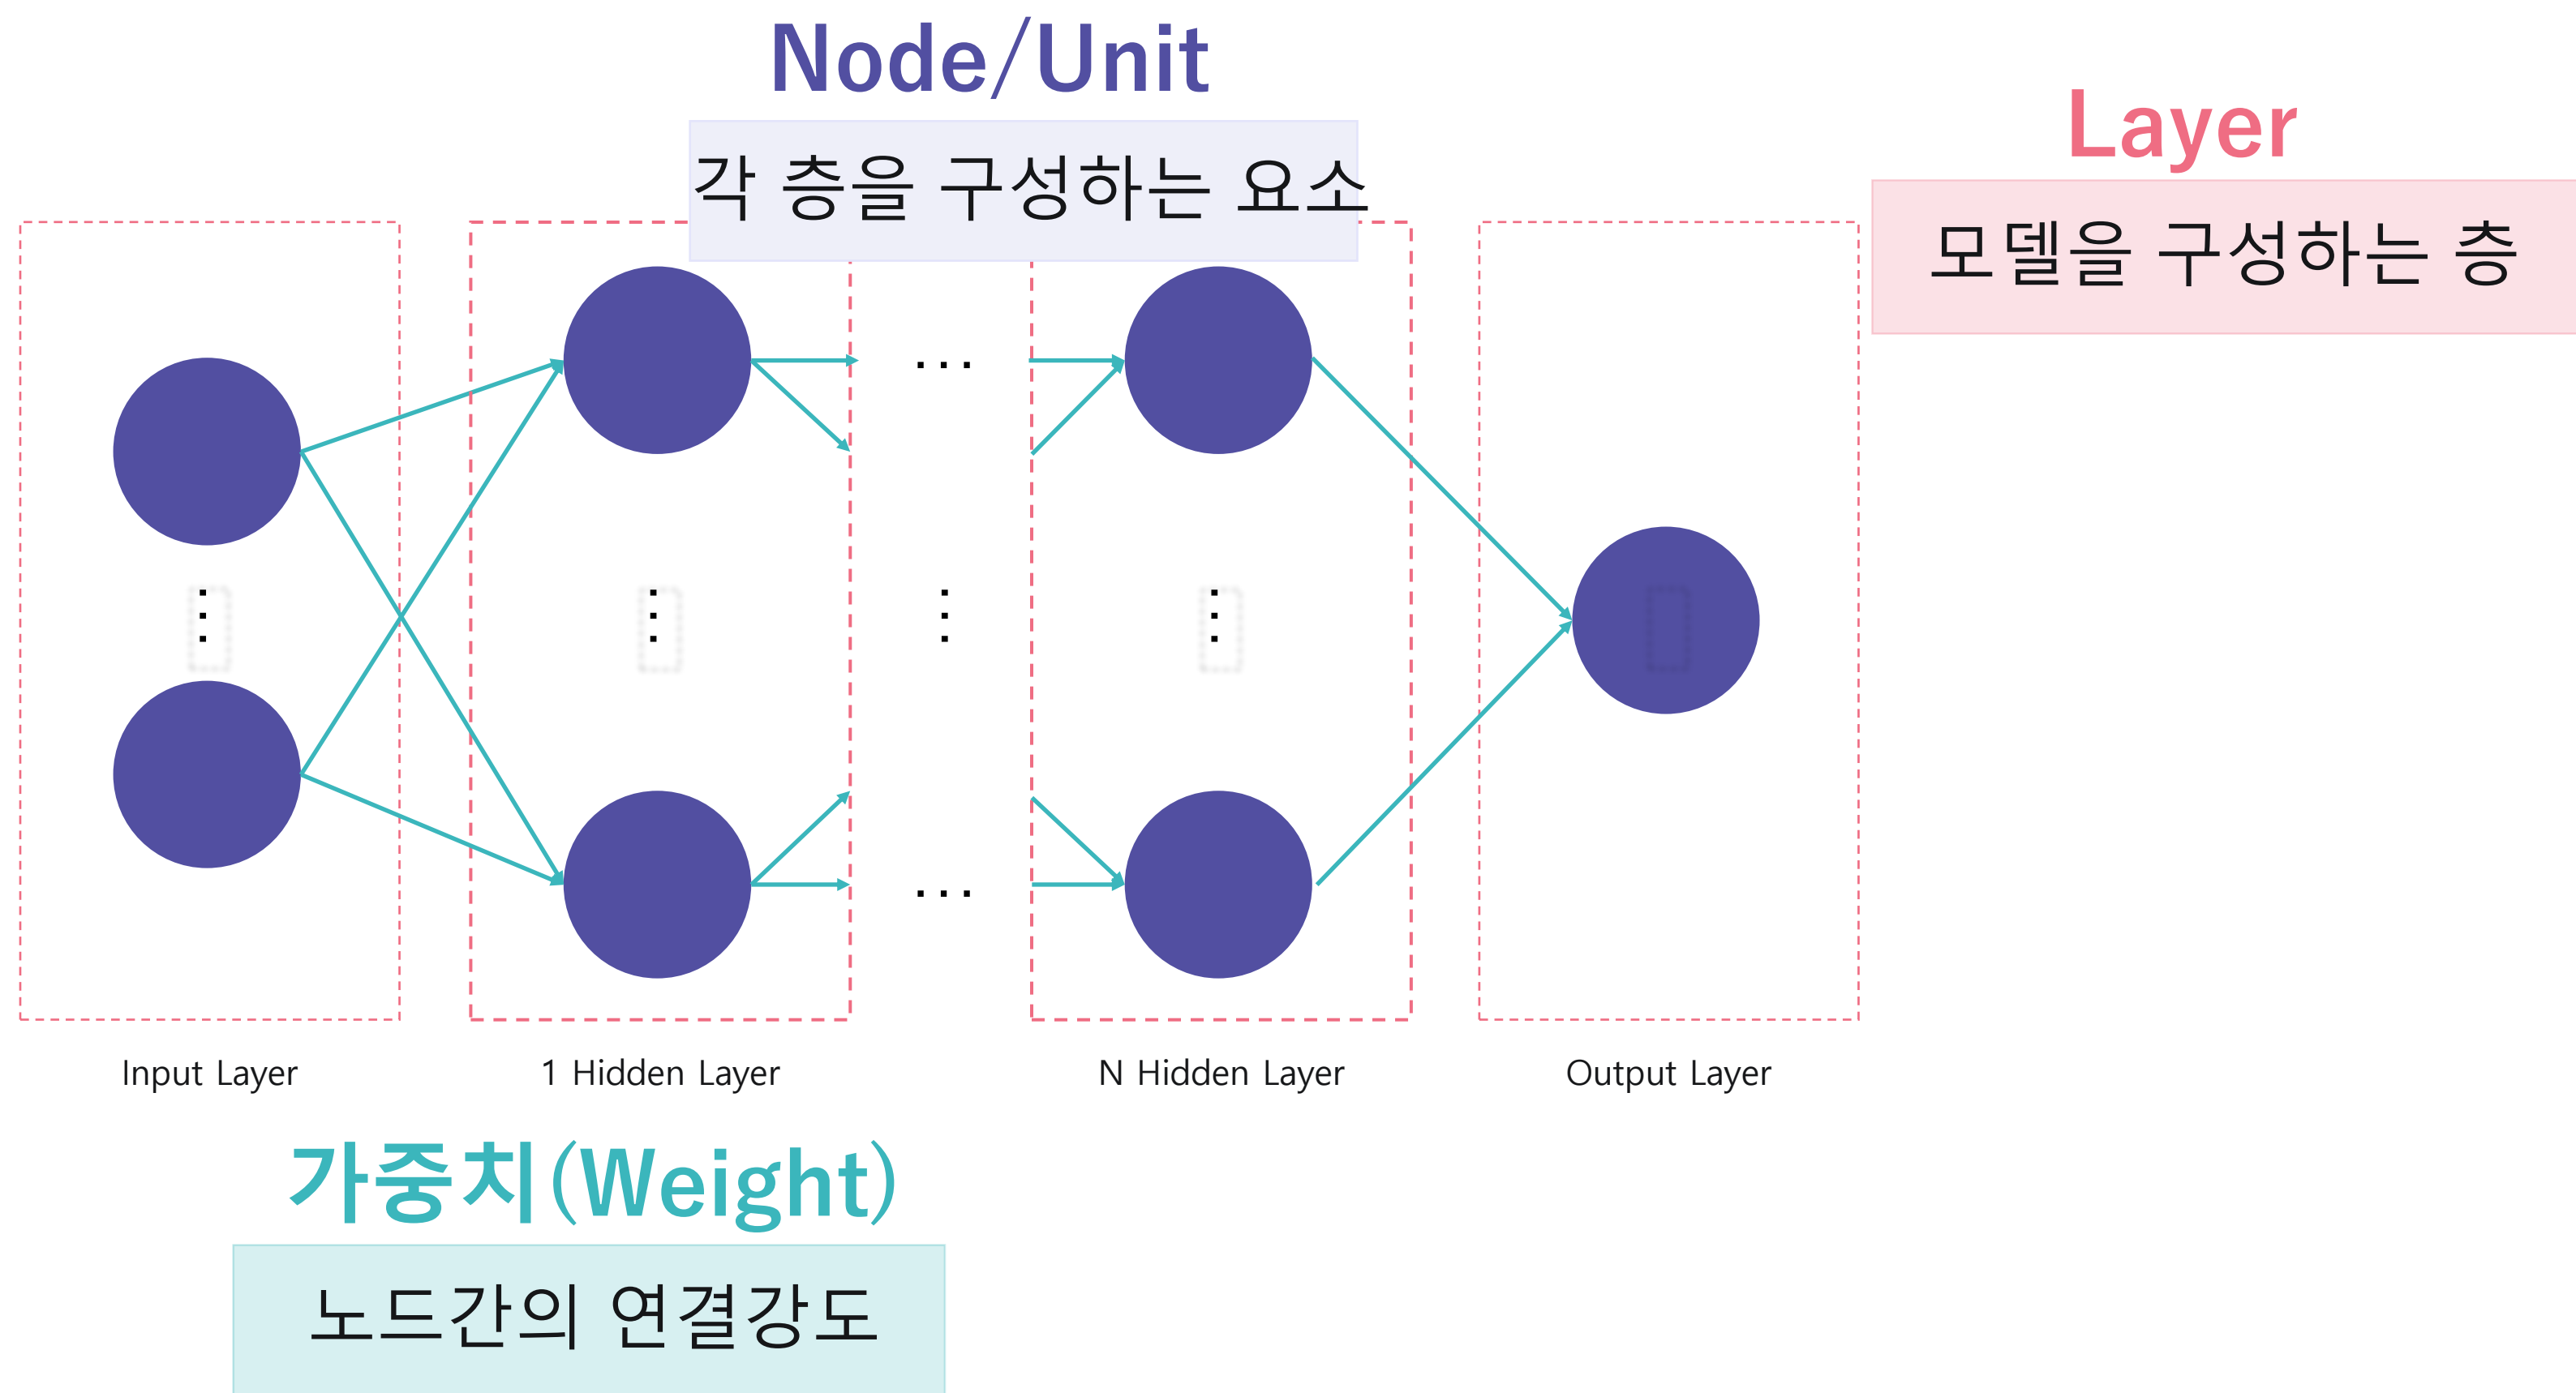 Node/Unit
각 층을 구성하는 요소
Layer
모델을 구성하는 층
...
⋮
⋮
⋮
⋮
...
Input Layer
1 Hidden Layer
N Hidden Layer
Output Layer
가중치(Weight)
노드간의 연결강도